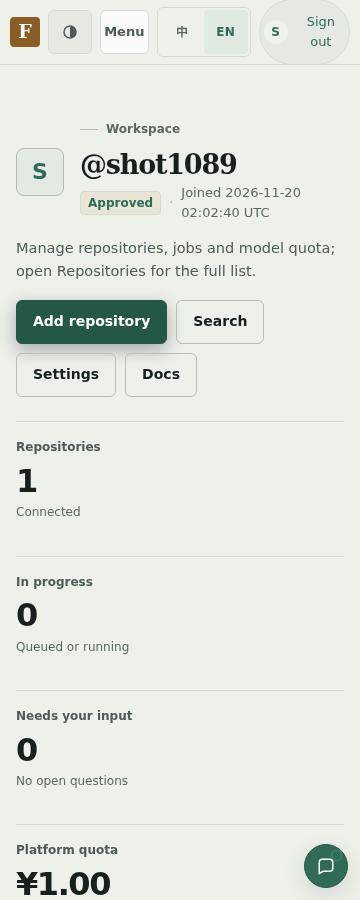 F
Menu
中
EN
S
Sign out
Workspace
S
@shot1089
Approved · Joined 2026-11-20 02:02:40 UTC
Manage repositories, jobs and model quota;
open Repositories for the full list.
Add repository
Search
Settings
Docs
Repositories
1
Connected
In progress
0
Queued or running
Needs your input
0
No open questions
Platform quota
¥1.00